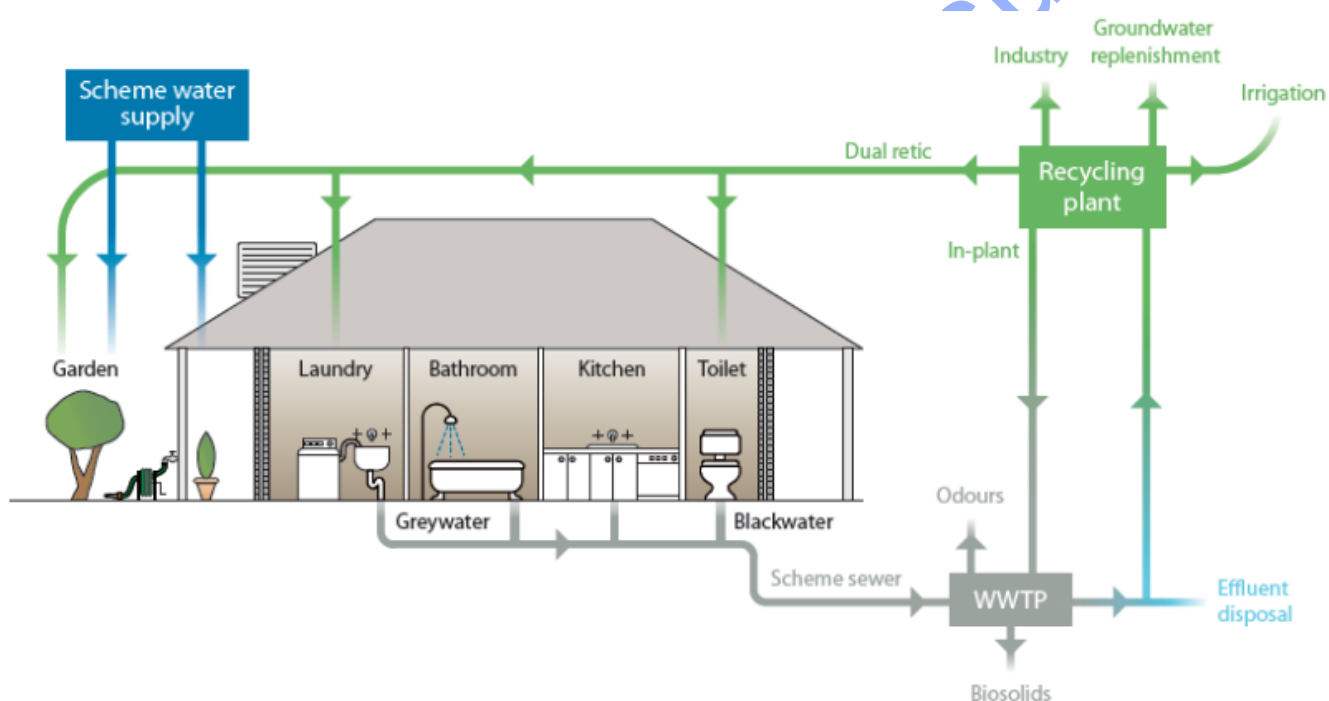 Groundwater
Industry
replenishment
Irrigation
Scheme water
supply
Dual retic
Recycling
plant
In-plant
Garden
Laundry
Bathroom
Kitchen
Toilet
Odours
Greywater
Blackwater
Scheme sewer
WWTP
Effluent
disposal
Biosolids